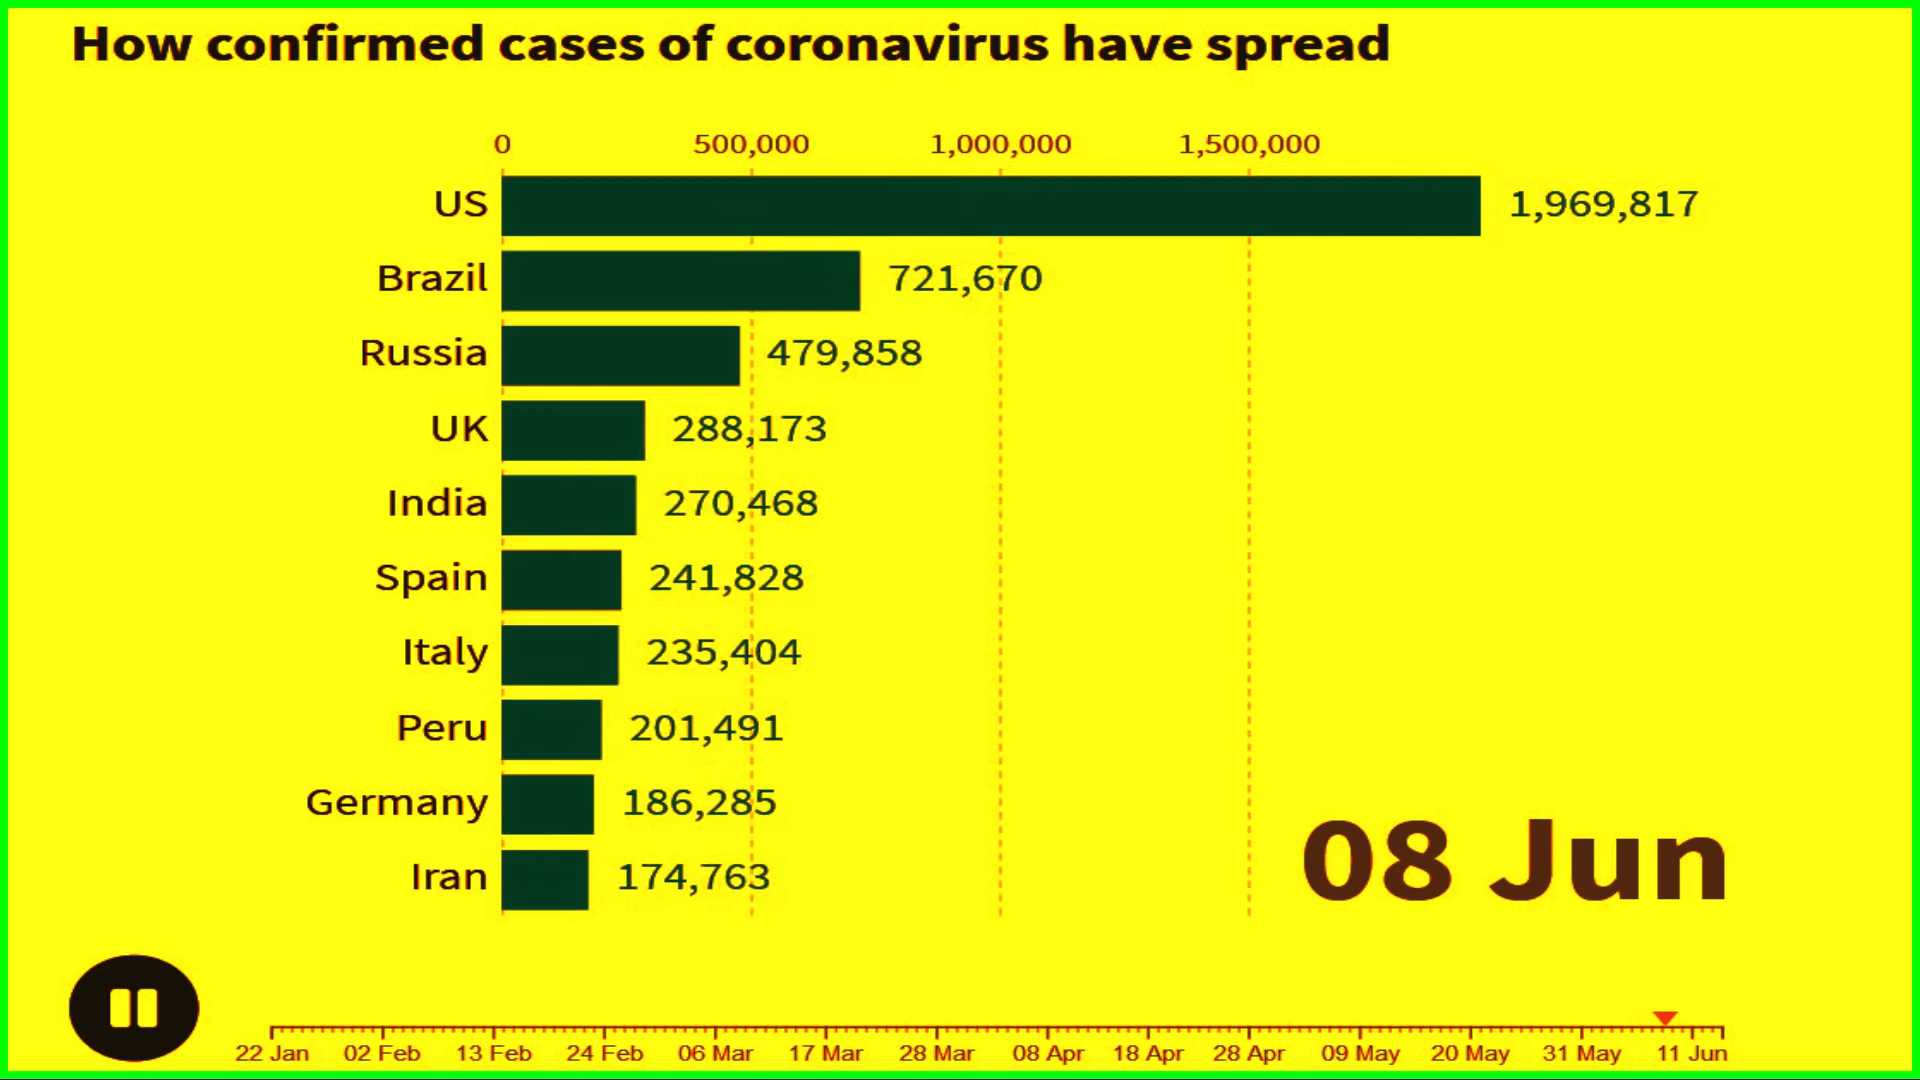 How confirmed cases of coronavirus have spread
0 500,000 1,000,000 1,500,000
US 1,969,817
Brazil 721,670
Russia 479,858
UK 288,173
India 270,468
Spain 241,828
Italy 235,404
Peru 201,491
Germany 186,285
Iran 174,763
08 Jun
22 Jan 02 Feb 13 Feb 24 Feb 06 Mar 17 Mar 28 Mar 08 Apr 18 Apr 28 Apr 09 May 20 May 31 May 11 Jun